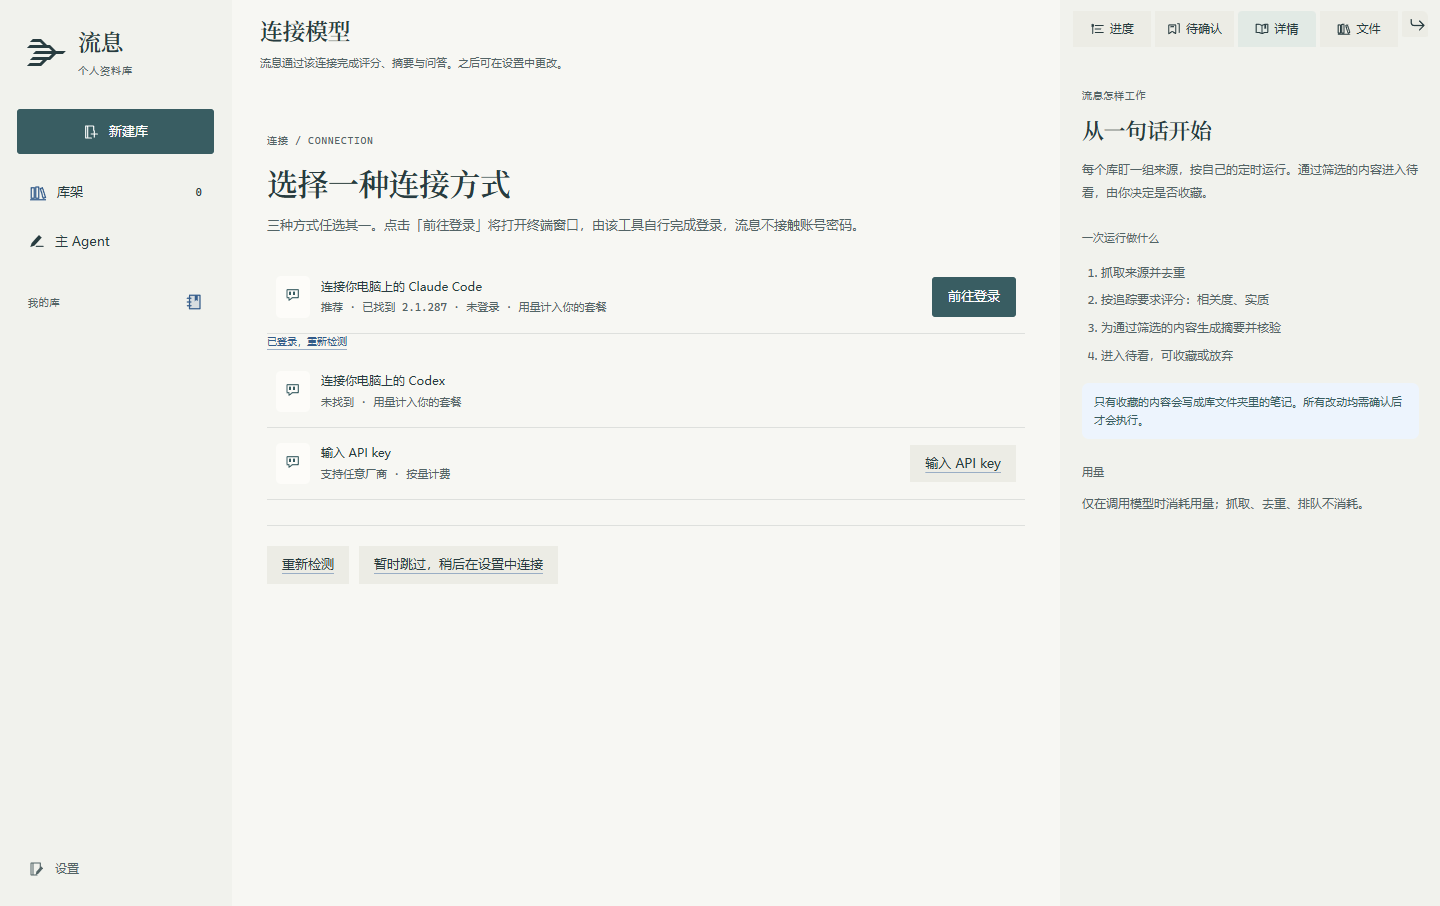 流息
个人资料库
新建库
库架 0
主 Agent
我的库
设置
连接模型
流息通过该连接完成评分、摘要与问答。之后可在设置中更改。
连接 / CONNECTION
选择一种连接方式
三种方式任选其一。点击「前往登录」将打开终端窗口，由该工具自行完成登录，流息不接触账号密码。
连接你电脑上的 Claude Code
推荐 · 已找到 2.1.287 · 未登录 · 用量计入你的套餐
前往登录
已登录，重新检测
连接你电脑上的 Codex
未找到 · 用量计入你的套餐
输入 API key
支持任意厂商 · 按量计费
输入 API key
重新检测
暂时跳过，稍后在设置中连接
进度
待确认
详情
文件
流息怎样工作
从一句话开始
每个库盯一组来源，按自己的定时运行。通过筛选的内容进入待
看，由你决定是否收藏。
一次运行做什么
1. 抓取来源并去重
2. 按追踪要求评分：相关度、实质
3. 为通过筛选的内容生成摘要并核验
4. 进入待看，可收藏或放弃
只有收藏的内容会写成库文件夹里的笔记。所有改动均需确认后
才会执行。
用量
仅在调用模型时消耗用量；抓取、去重、排队不消耗。